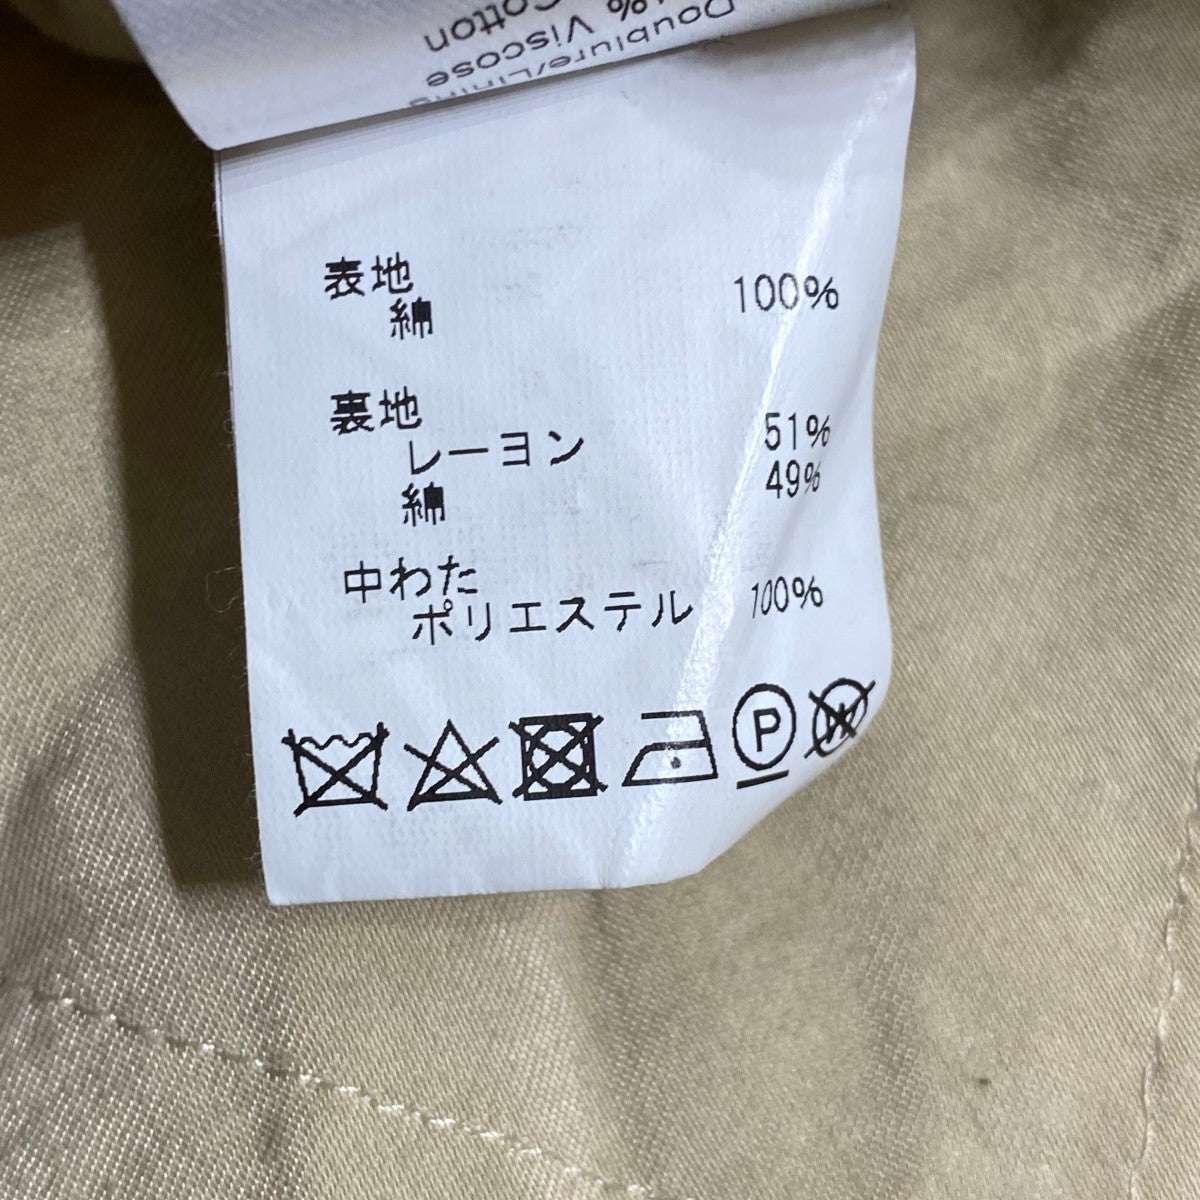 Cotton
% Viscose
Doublure/Lining
表地
綿 100%
裏地
レーヨン 51%
綿 49%
中わた
ポリエステル 100%
P
W